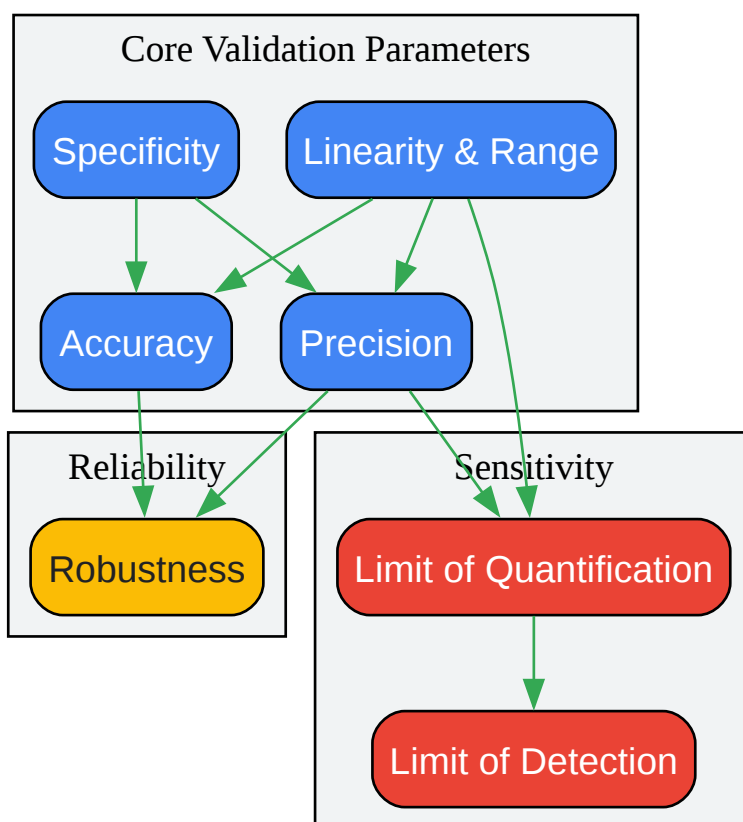 Core Validation Parameters
Specificity
Linearity & Range
Accuracy
Precision
Reliability
Sensitivity
Robustness
Limit of Quantification
Limit of Detection